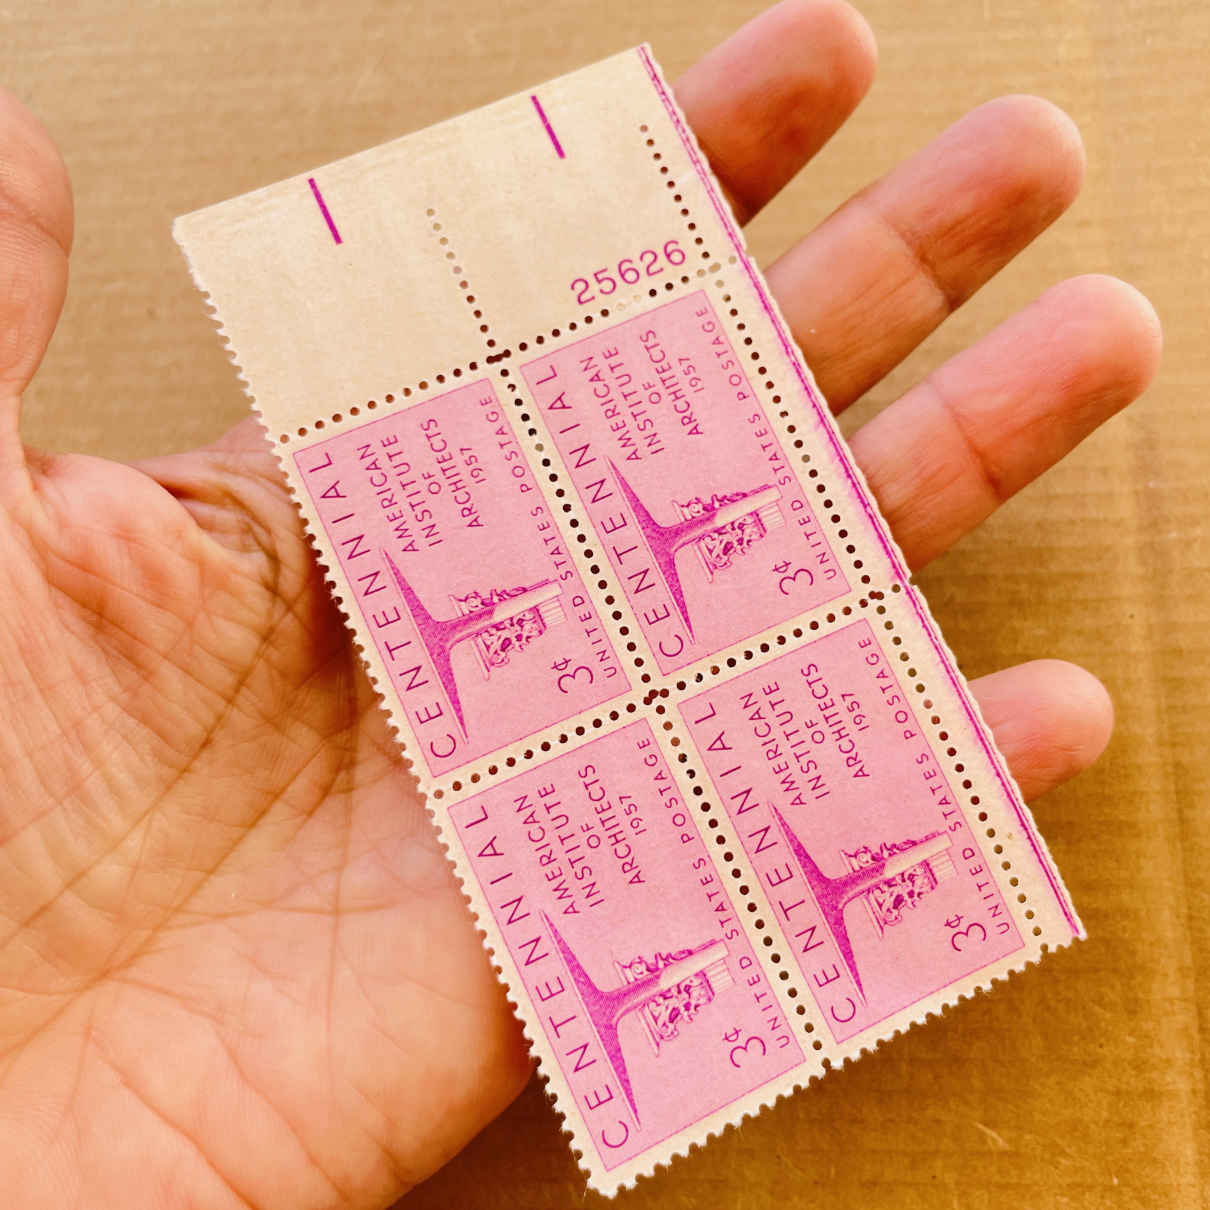 25626
CENTENNIAL
AMERICAN
INSTITUTE
OF
ARCHITECTS
1957
3¢
UNITED STATES POSTAGE
CENTENNIAL
AMERICAN
INSTITUTE
OF
ARCHITECTS
1957
3¢
UNITED STATES POSTAGE
CENTENNIAL
AMERICAN
INSTITUTE
OF
ARCHITECTS
1957
3¢
UNITED STATES POSTAGE
CENTENNIAL
AMERICAN
INSTITUTE
OF
ARCHITECTS
1957
3¢
UNITED STATES POSTAGE